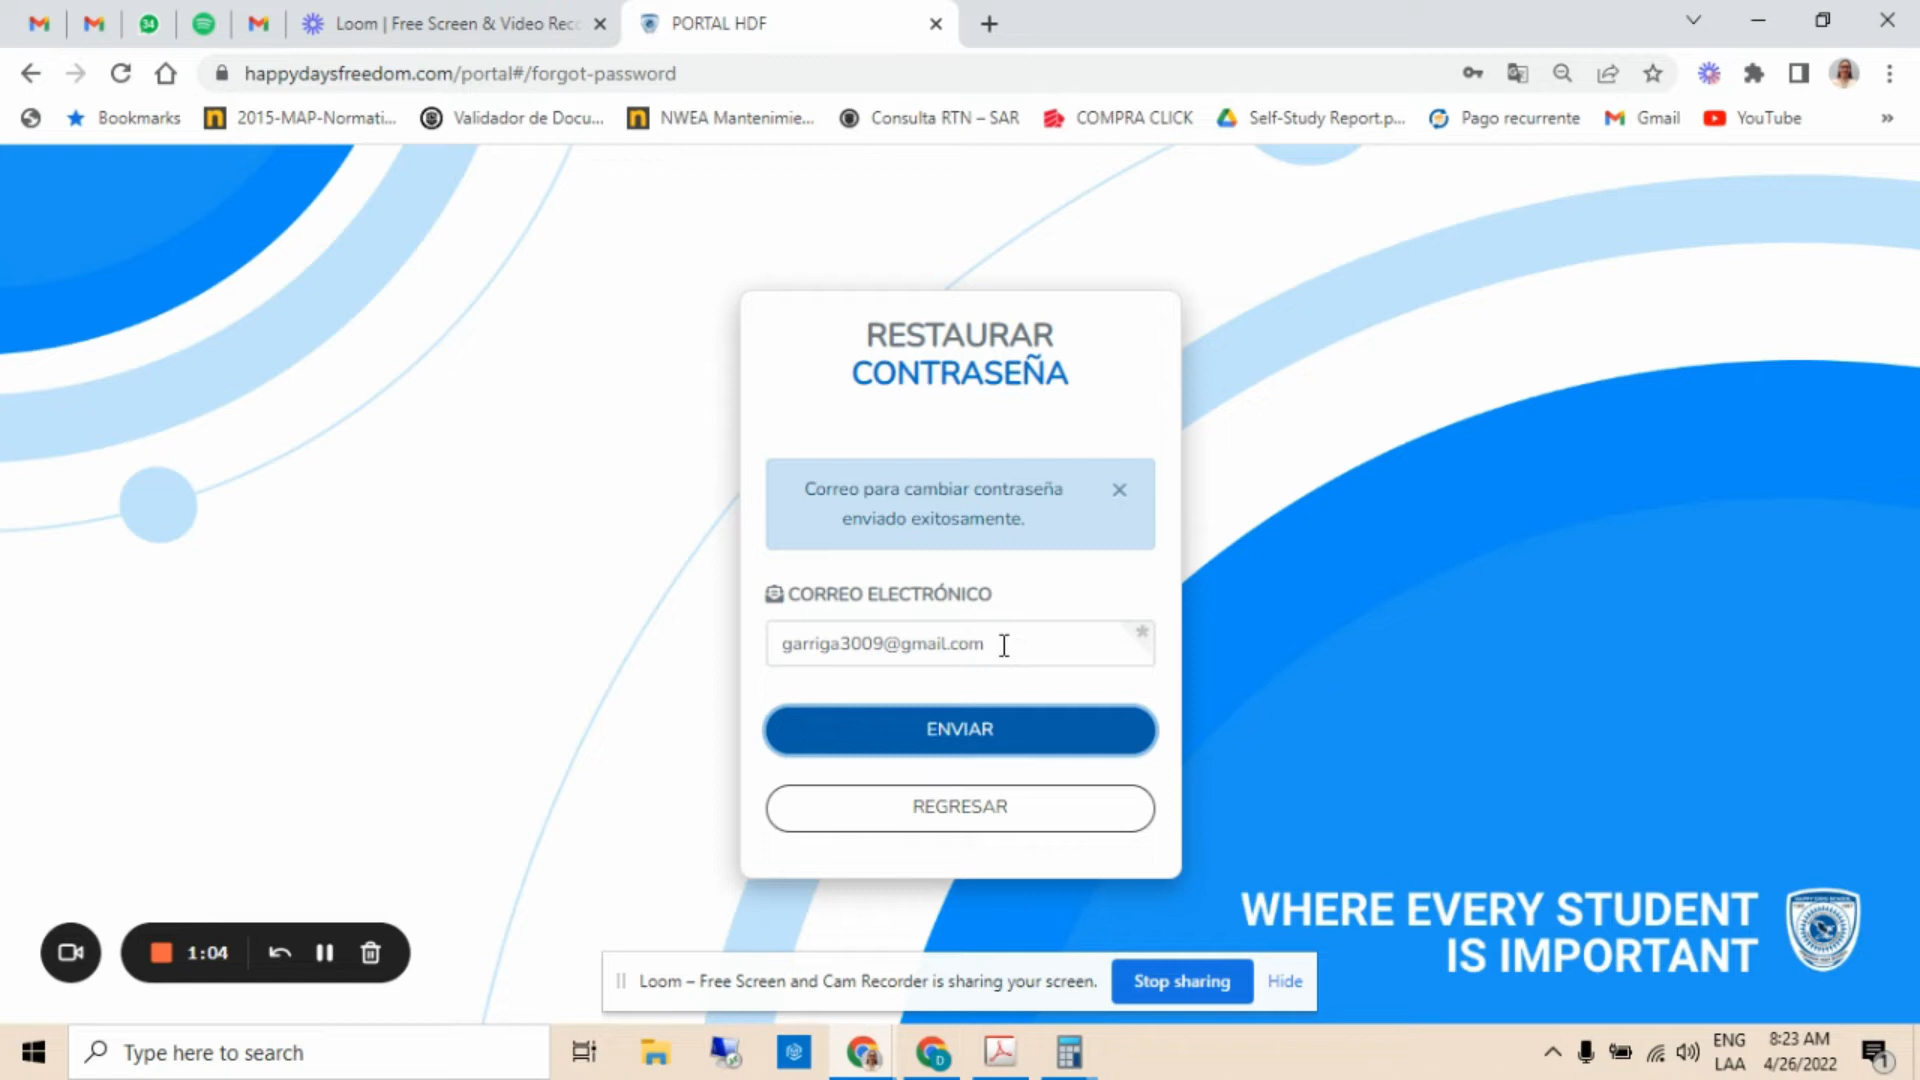 34
Loom | Free Screen & Video Rec
PORTAL HDF
happydaysfreedom.com/portal#/forgot-password
Bookmarks
2015-MAP-Normati...
Validador de Docu...
NWEA Mantenimie...
Consulta RTN – SAR
COMPRA CLICK
Self-Study Report.p...
Pago recurrente
Gmail
YouTube
»
RESTAURAR
CONTRASEÑA
Correo para cambiar contraseña
enviado exitosamente.
CORREO ELECTRÓNICO
garriga3009@gmail.com
*
ENVIAR
REGRESAR
WHERE EVERY STUDENT
IS IMPORTANT
1:04
Loom – Free Screen and Cam Recorder is sharing your screen.
Stop sharing
Hide
Type here to search
D
ENG
LAA
8:23 AM
4/26/2022
1